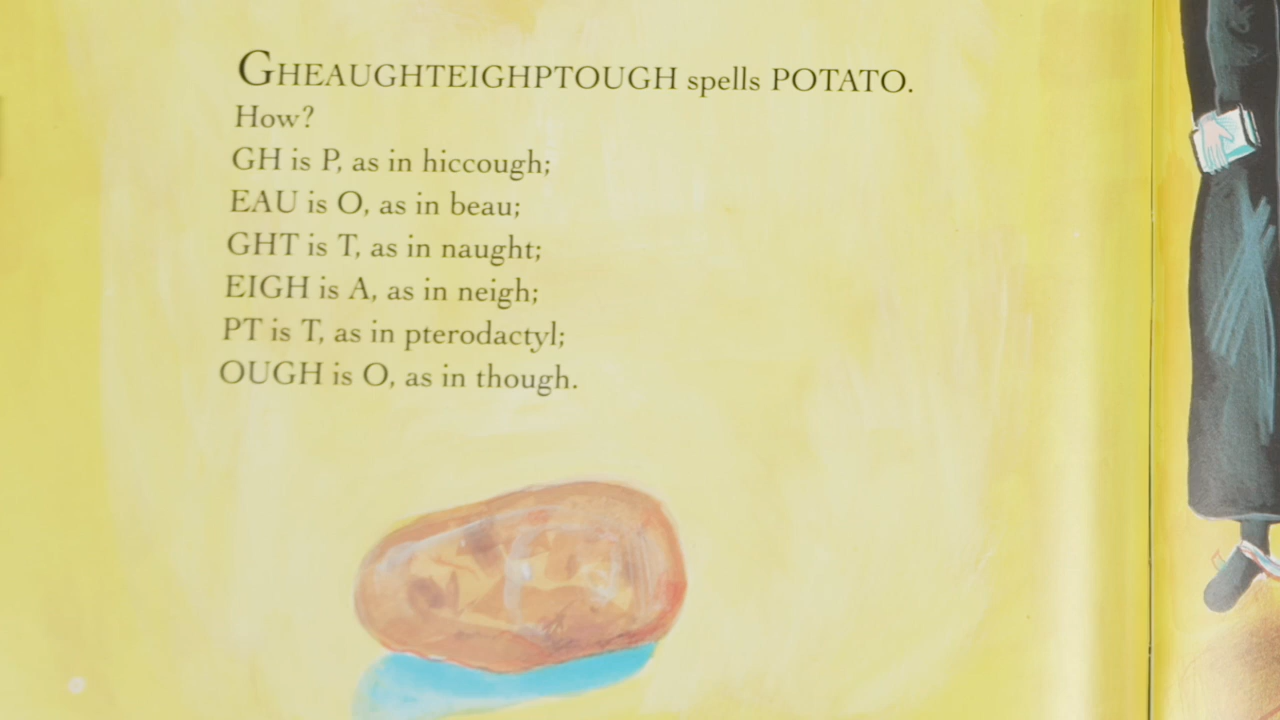 GHEAUGHTEIGHPTOUGH spells POTATO.
How?
GH is P, as in hiccough;
EAU is O, as in beau;
GHT is T, as in naught;
EIGH is A, as in neigh;
PT is T, as in pterodactyl;
OUGH is O, as in though.